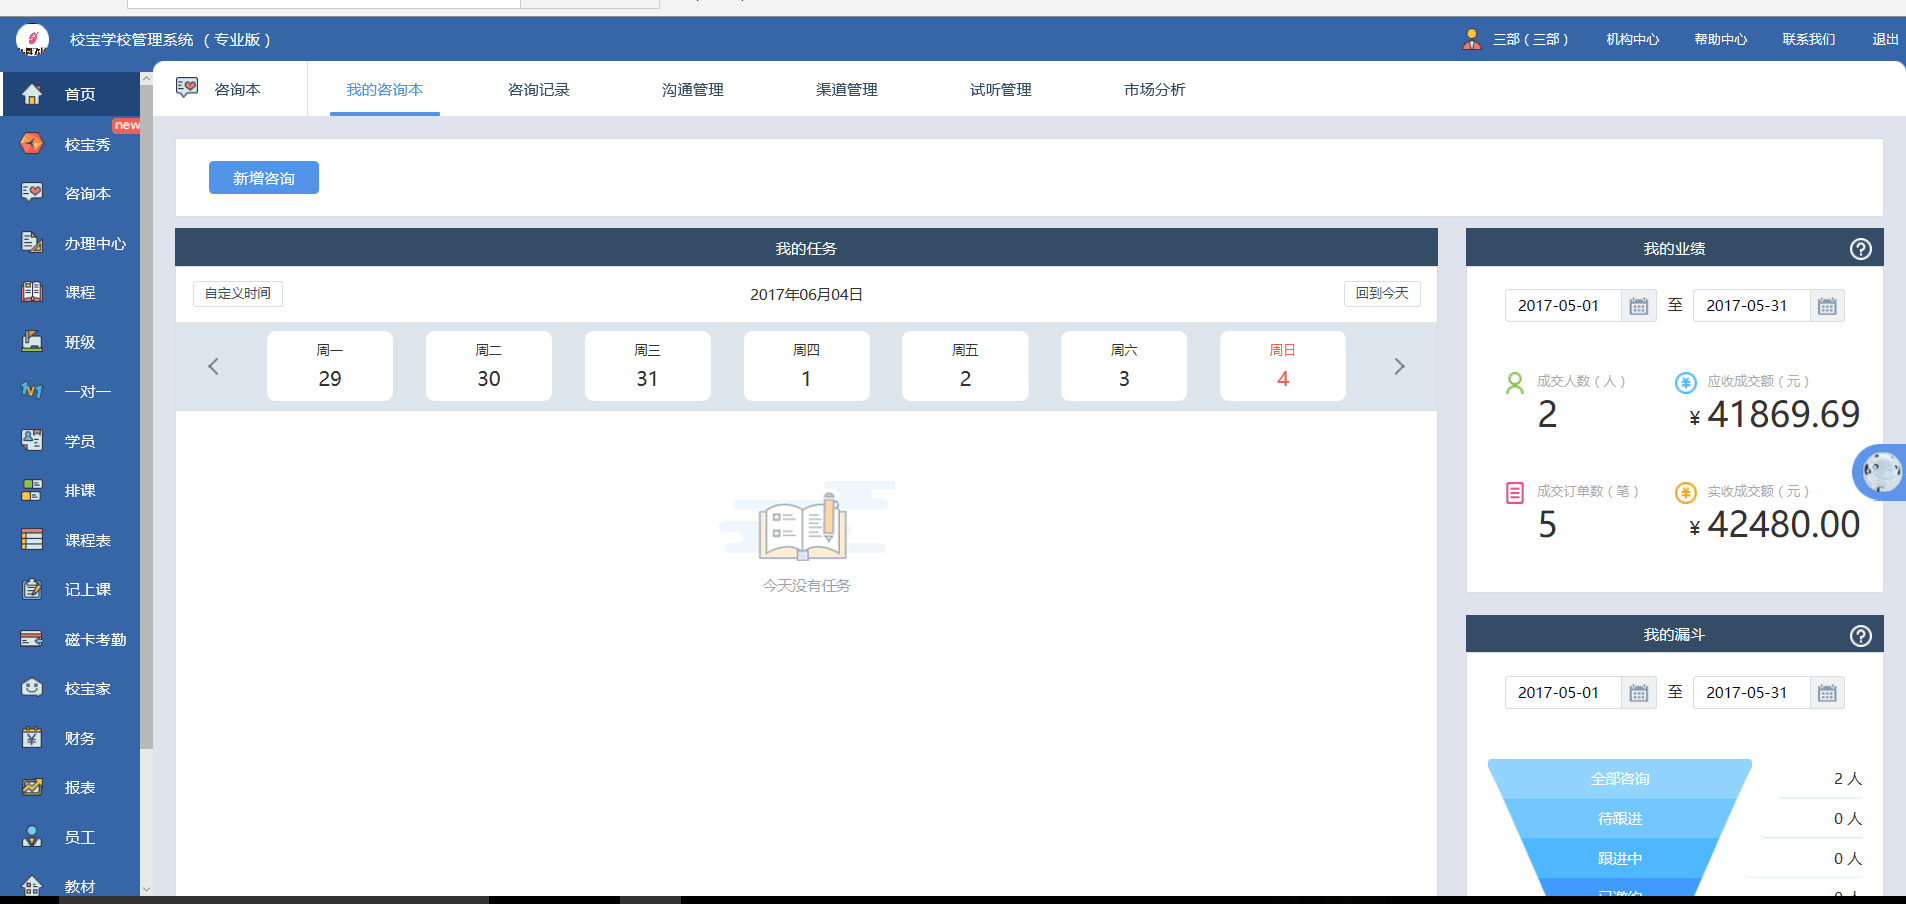 校宝学校管理系统（专业版）
三部（三部）
机构中心
帮助中心
联系我们
退出
首页
new
校宝秀
咨询本
办理中心
课程
班级
一对一
学员
排课
课程表
记上课
磁卡考勤
校宝家
财务
报表
员工
教材
咨询本
我的咨询本
咨询记录
沟通管理
渠道管理
试听管理
市场分析
新增咨询
我的任务
自定义时间
2017年06月04日
回到今天
周一
29
周二
30
周三
31
周四
1
周五
2
周六
3
周日
4
今天没有任务
我的业绩
2017-05-01
至
2017-05-31
成交人数（人）
2
应收成交额（元）
¥ 41869.69
成交订单数（笔）
5
实收成交额（元）
¥ 42480.00
我的漏斗
2017-05-01
至
2017-05-31
全部咨询
2 人
待跟进
0 人
跟进中
0 人